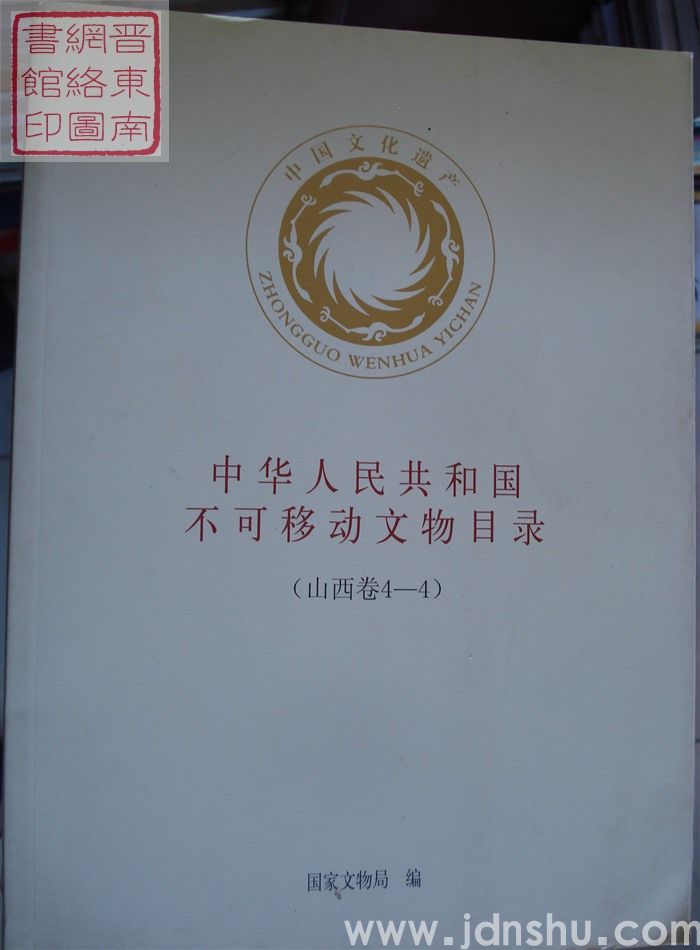 晋東南
網絡圖
書館印
中国文化遗产
ZHONGGUO WENHUA YICHAN
中华人民共和国
不可移动文物目录
（山西卷4—4）
国家文物局 编
www.jdnshu.com